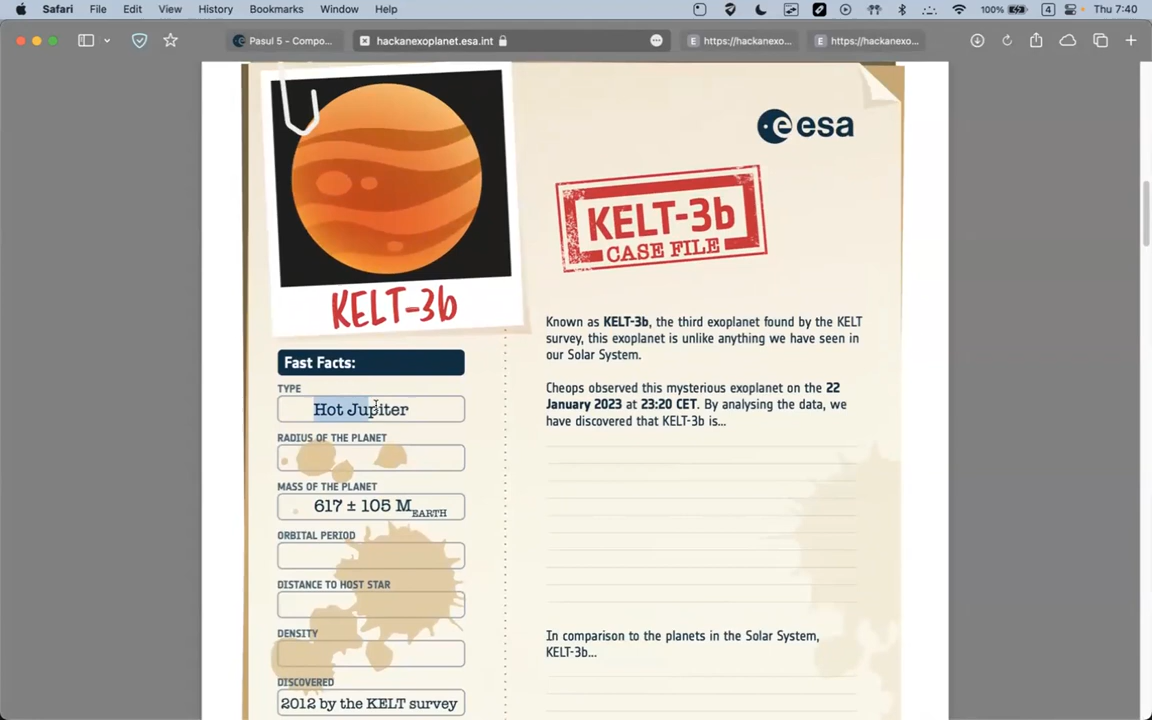 Safari File Edit View History Bookmarks Window Help 100% 4 Thu 7:40
Pasul 5 - Compo... hackanexoplanet.esa.int E https://hackanexo... E https://hackanexo...
esa
KELT-3b
CASE FILE
KELT-3b
Fast Facts:
TYPE
Hot Jupiter
RADIUS OF THE PLANET
MASS OF THE PLANET
617 ± 105 M EARTH
ORBITAL PERIOD
DISTANCE TO HOST STAR
DENSITY
DISCOVERED
2012 by the KELT survey
Known as KELT-3b, the third exoplanet found by the KELT
survey, this exoplanet is unlike anything we have seen in
our Solar System.
Cheops observed this mysterious exoplanet on the 22
January 2023 at 23:20 CET. By analysing the data, we
have discovered that KELT-3b is...
In comparison to the planets in the Solar System,
KELT-3b...